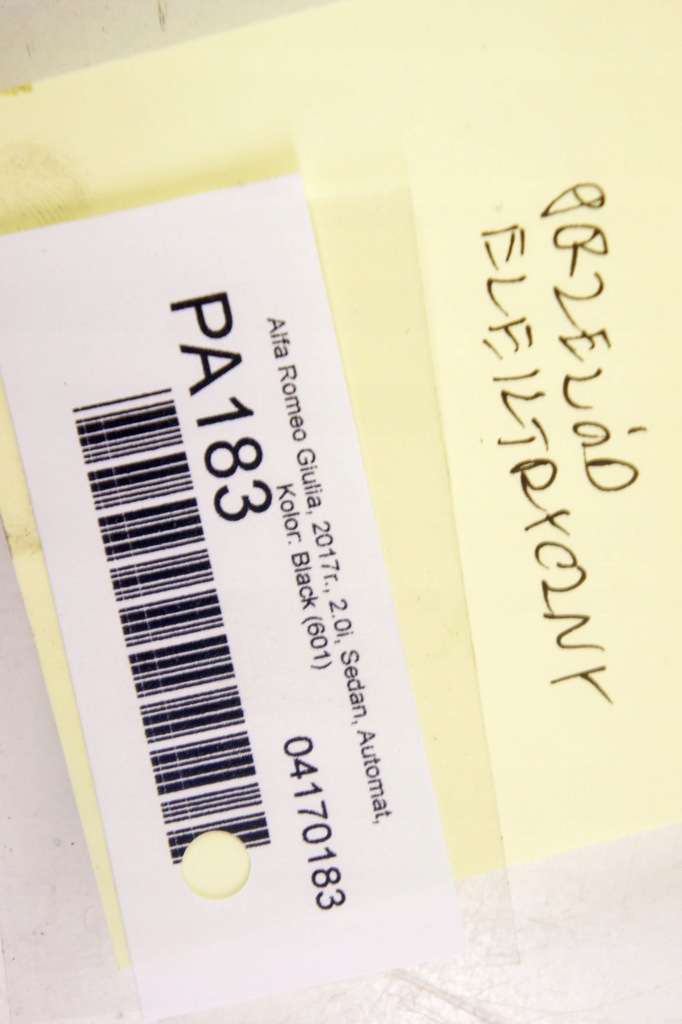 PRZEWÓD
ELEKTRYCZNY
Alfa Romeo Giulia, 2017r., 2.0i, Sedan, Automat,
Kolor: Black (601)
PA183
04170183